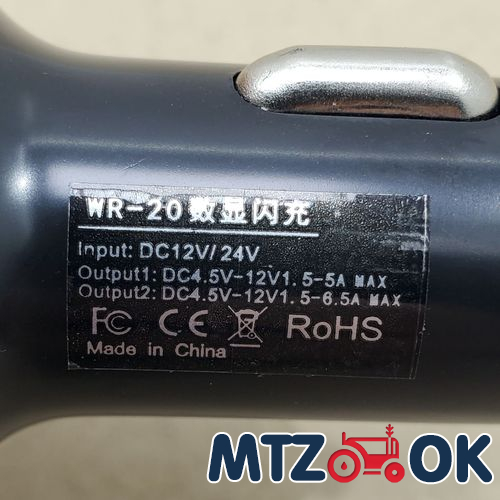 WR-20数显闪充
Input: DC12V/24V
Output1: DC4.5V-12V1.5-5A MAX
Output2: DC4.5V-12V1.5-6.5A MAX
FC CE RoHS
Made in China
MTZ OK